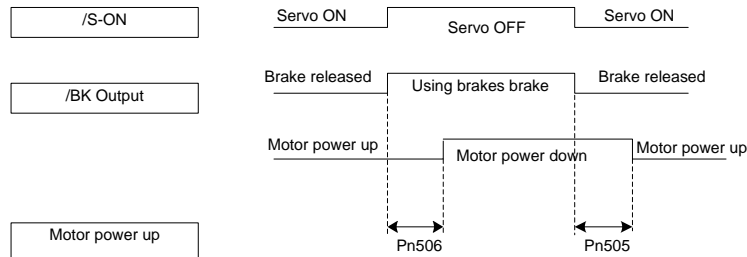 /S-ON
Servo ON
Servo OFF
Servo ON
/BK Output
Brake released
Using brakes brake
Brake released
Motor power up
Motor power down
Motor power up
Motor power up
Pn506
Pn505